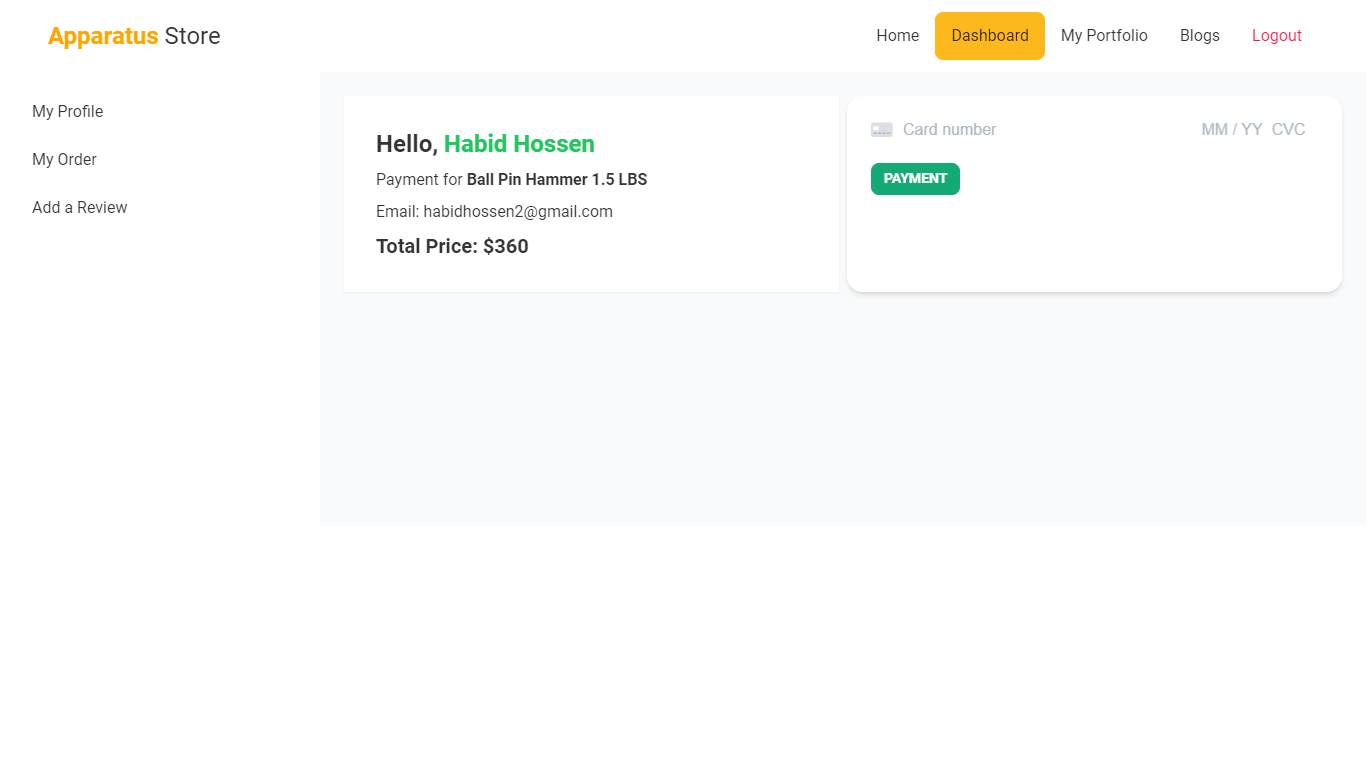 Apparatus Store
Home Dashboard My Portfolio Blogs Logout
My Profile
My Order
Add a Review
Hello, Habid Hossen
Payment for Ball Pin Hammer 1.5 LBS
Email: habidhossen2@gmail.com
Total Price: $360
Card number MM / YY CVC
PAYMENT